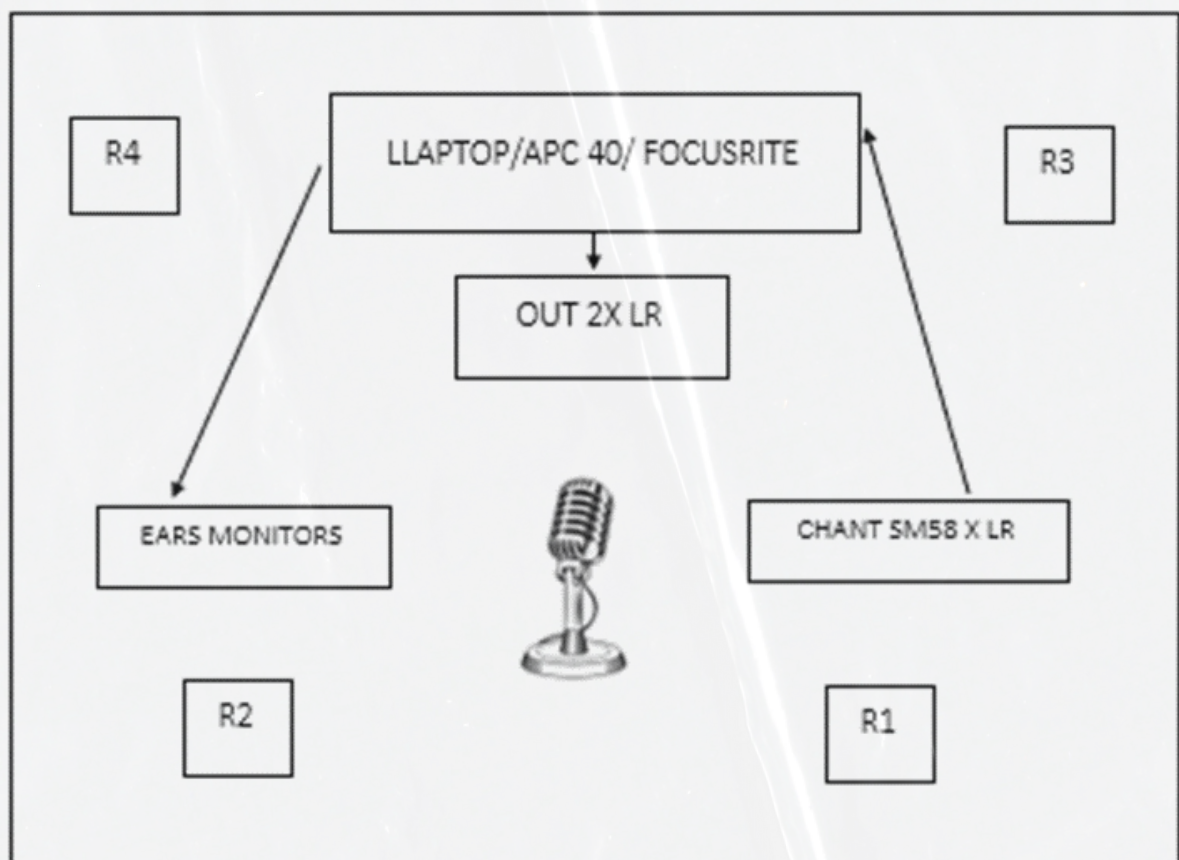 R4
LLAPTOP/APC 40/ FOCUSRITE
R3
OUT 2X LR
EARS MONITORS
CHANT SM58 X LR
R2
R1